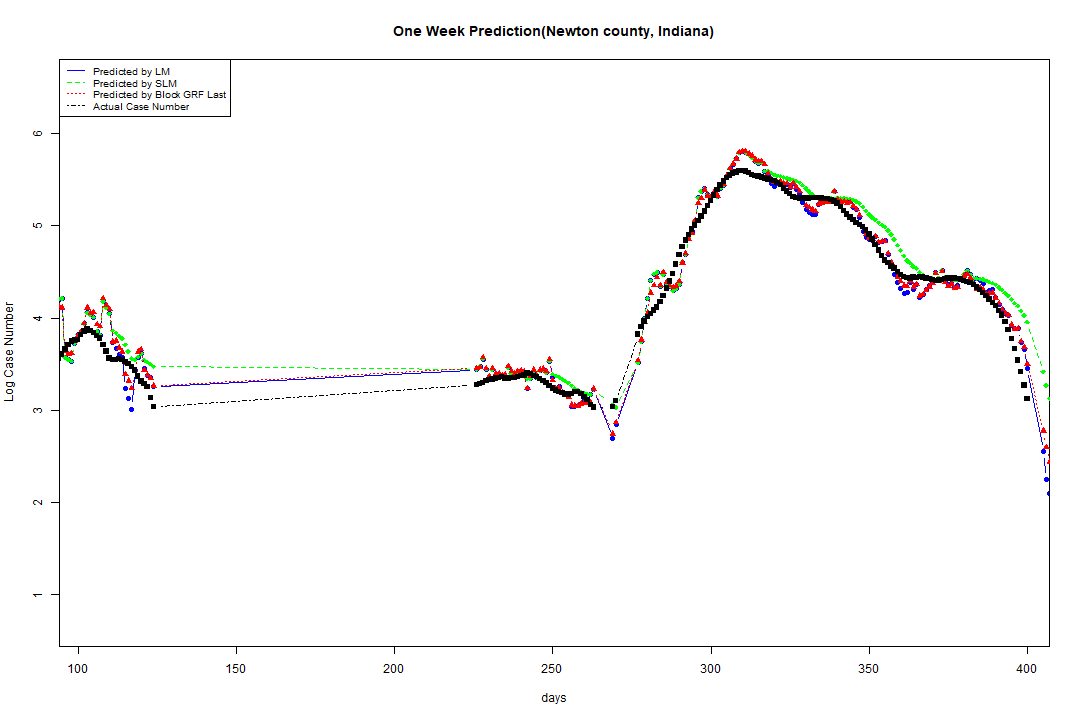 One Week Prediction(Newton county, Indiana)
Predicted by LM
Predicted by SLM
Predicted by Block GRF Last
Actual Case Number
6
5
4
3
2
1
Log Case Number
100 150 200 250 300 350 400
days